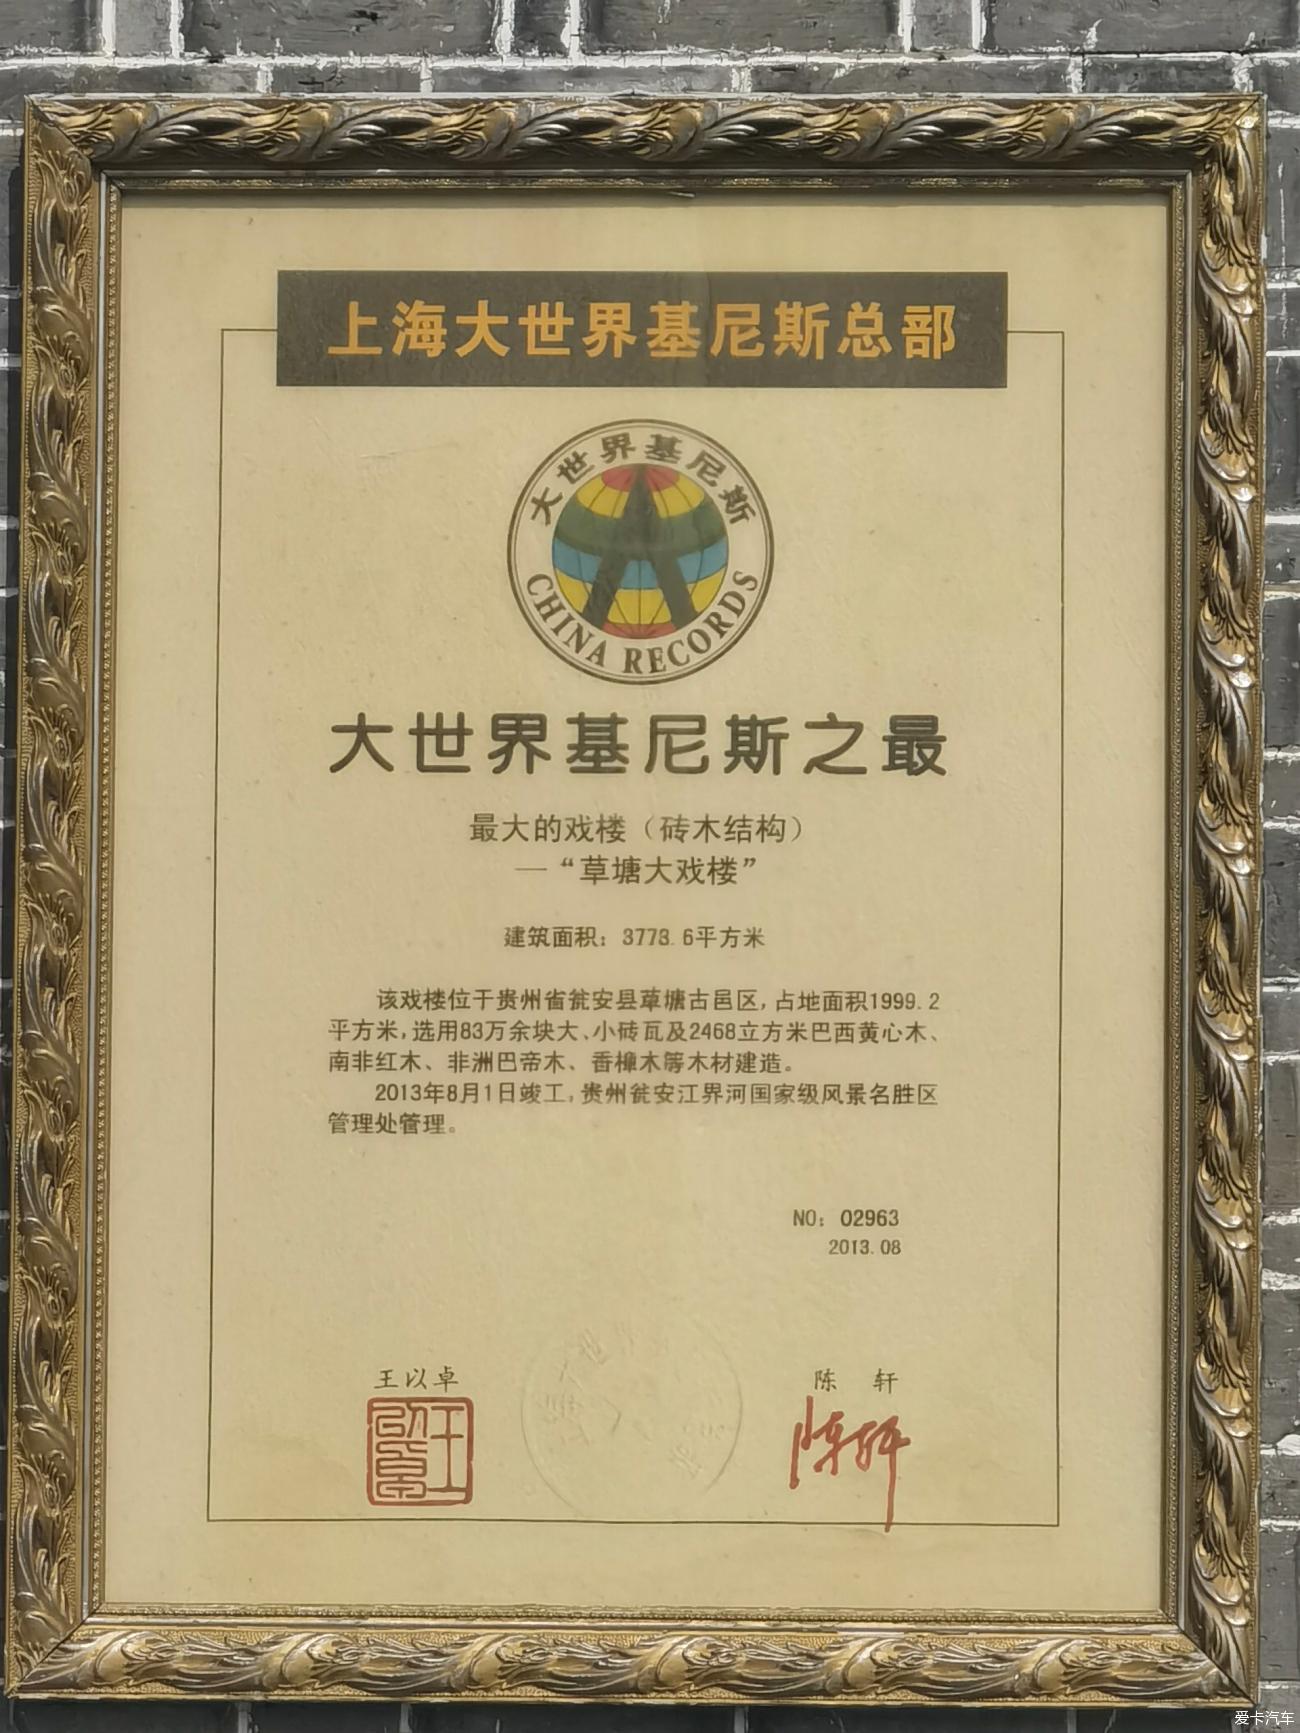 上海大世界基尼斯总部
大世界基尼斯
CHINA RECORDS
大世界基尼斯之最
最大的戏楼（砖木结构）
—“草塘大戏楼”
建筑面积：3773.6平方米
该戏楼位于贵州省瓮安县草塘古邑区，占地面积1999.2
平方米，选用83万余块大、小砖瓦及2468立方米巴西黄心木、
南非红木、非洲巴帝木、香樟木等木材建造。
2013年8月1日竣工，贵州瓮安江界河国家级风景名胜区
管理处管理。
NO：02963
2013.08
王以卓
陈 轩
陈轩
爱卡汽车